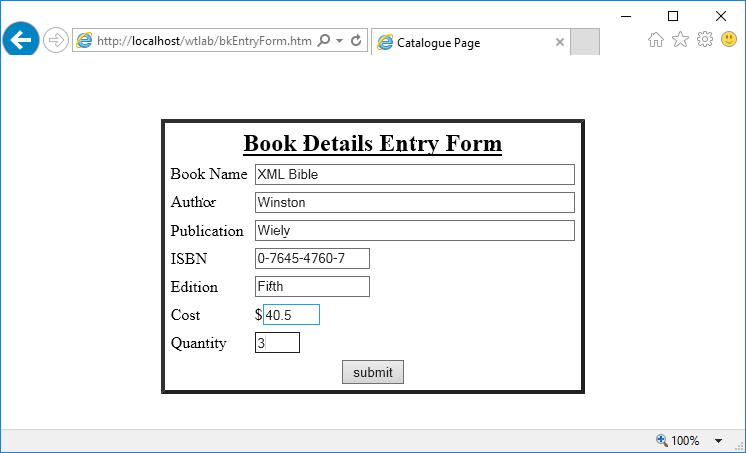 http://localhost/wtlab/bkEntryForm.htm
Catalogue Page
Book Details Entry Form
Book Name XML Bible
Author Winston
Publication Wiely
ISBN 0-7645-4760-7
Edition Fifth
Cost $40.5
Quantity 3
submit
100%